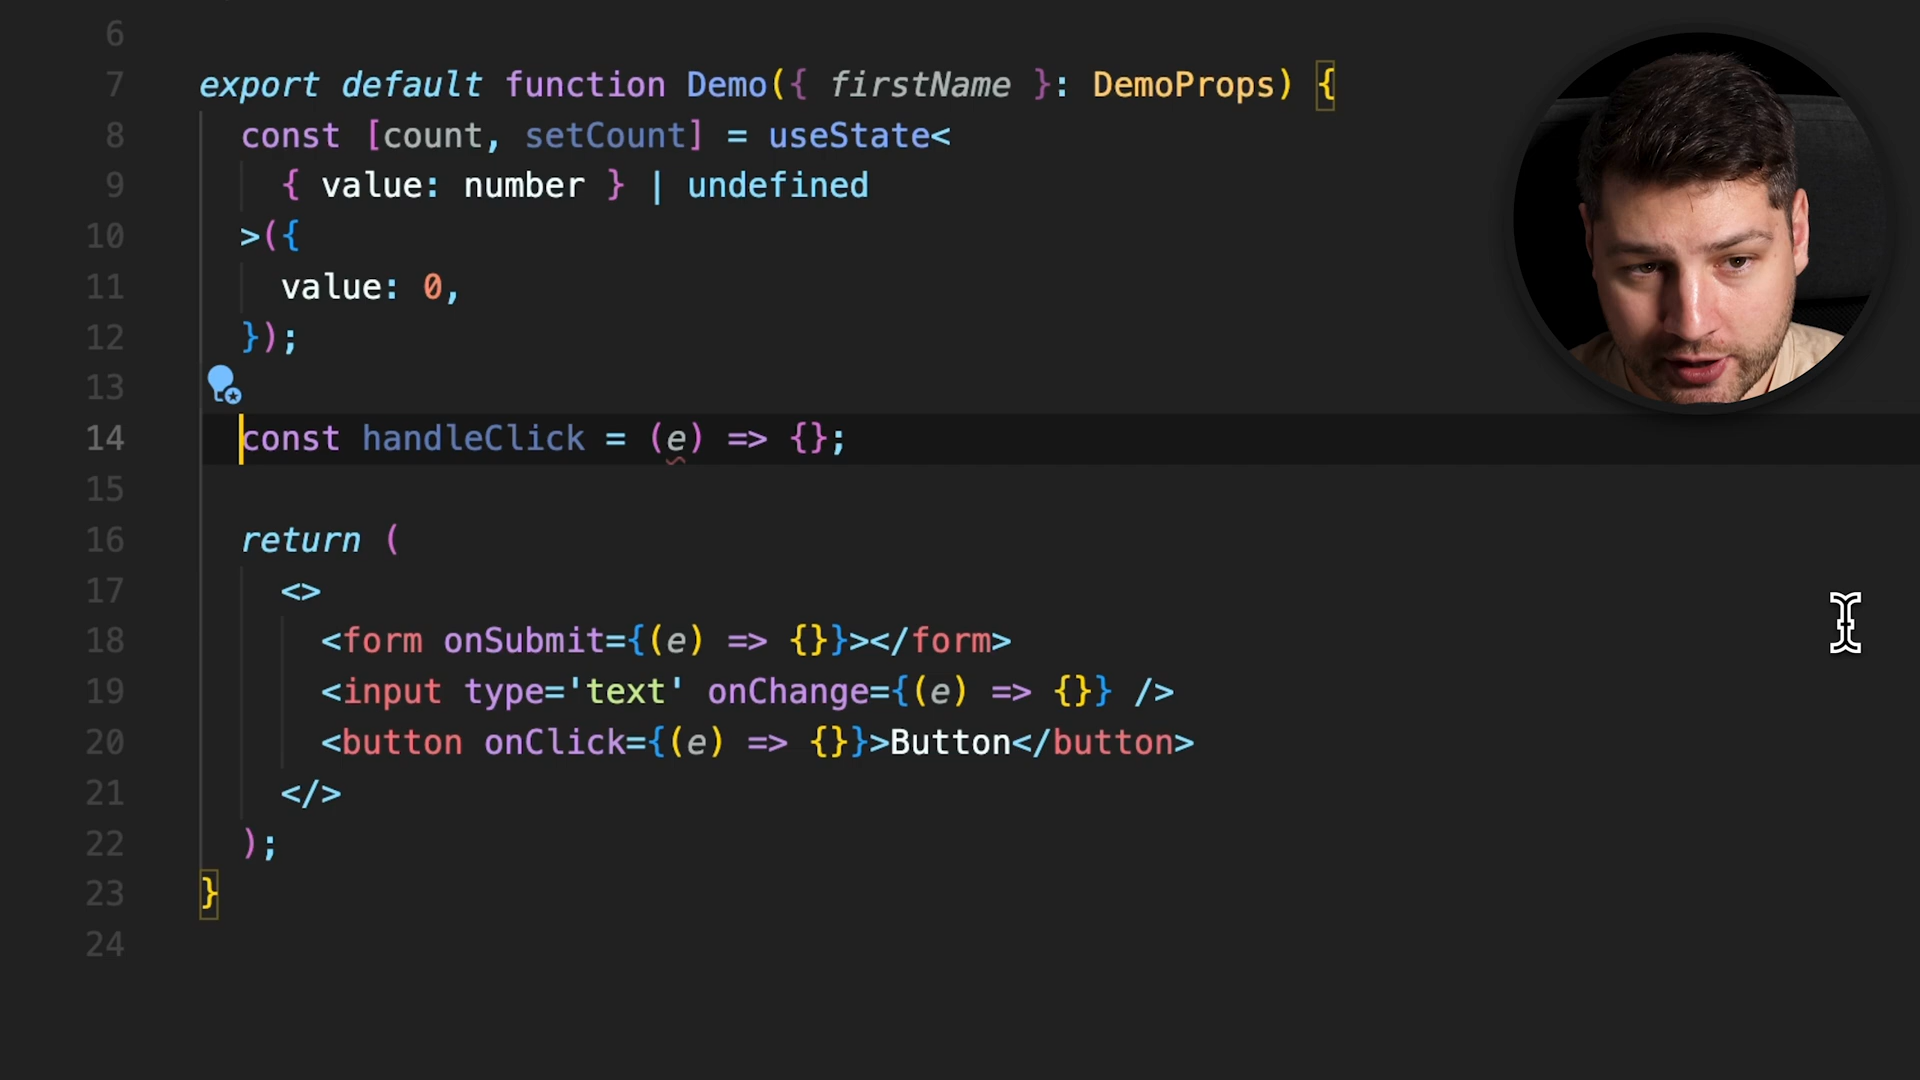 6
7 export default function Demo({ firstName }: DemoProps) {
8 const [count, setCount] = useState<
9 { value: number } | undefined
10 >({
11 value: 0,
12 });
13
14 const handleClick = (e) => {};
15
16 return (
17 <>
18 <form onSubmit={(e) => {}}></form>
19 <input type='text' onChange={(e) => {}} />
20 <button onClick={(e) => {}}>Button</button>
21 </>
22 );
23 }
24